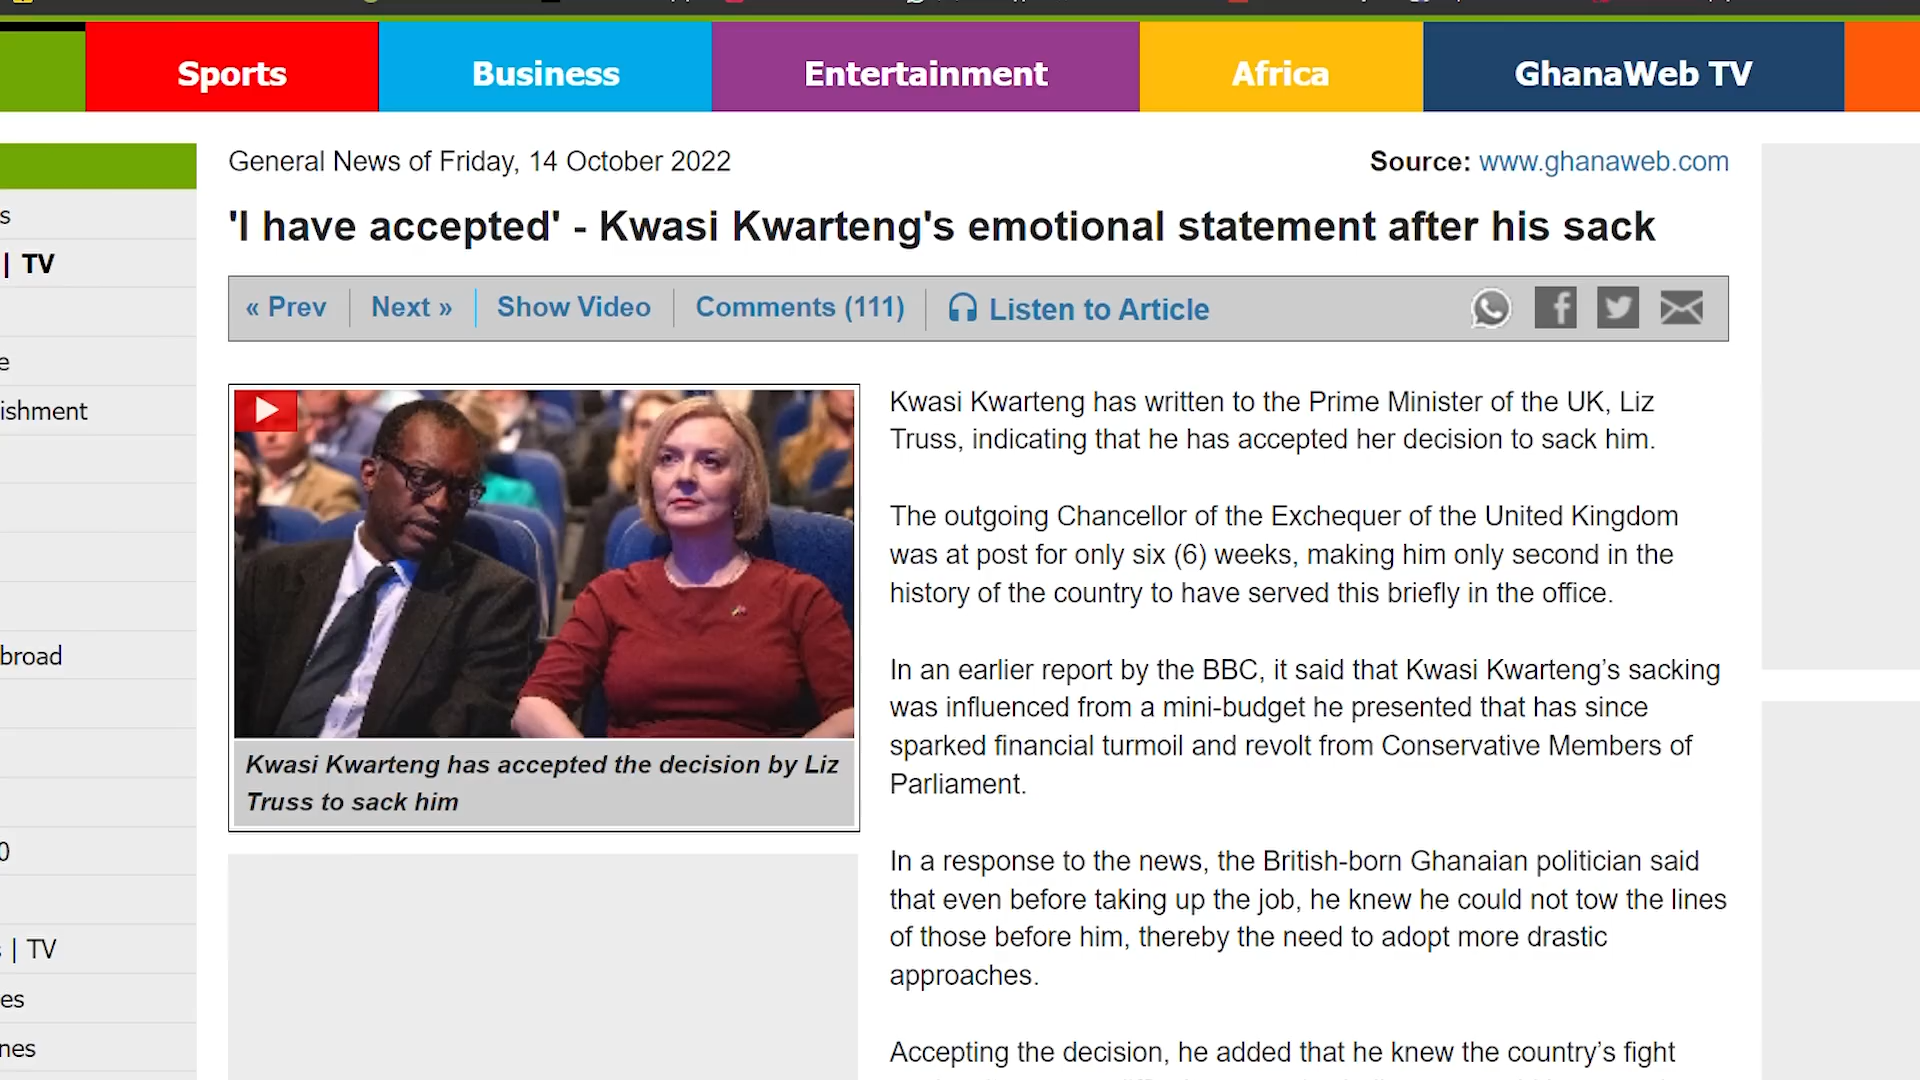 Sports
Business
Entertainment
Africa
GhanaWeb TV
General News of Friday, 14 October 2022
Source: www.ghanaweb.com
'I have accepted' - Kwasi Kwarteng's emotional statement after his sack
« Prev
Next »
Show Video
Comments (111)
Listen to Article
s
| TV
e
ishment
broad
0
s | TV
es
nes
Kwasi Kwarteng has accepted the decision by Liz
Truss to sack him
Kwasi Kwarteng has written to the Prime Minister of the UK, Liz
Truss, indicating that he has accepted her decision to sack him.
The outgoing Chancellor of the Exchequer of the United Kingdom
was at post for only six (6) weeks, making him only second in the
history of the country to have served this briefly in the office.
In an earlier report by the BBC, it said that Kwasi Kwarteng’s sacking
was influenced from a mini-budget he presented that has since
sparked financial turmoil and revolt from Conservative Members of
Parliament.
In a response to the news, the British-born Ghanaian politician said
that even before taking up the job, he knew he could not tow the lines
of those before him, thereby the need to adopt more drastic
approaches.
Accepting the decision, he added that he knew the country’s fight